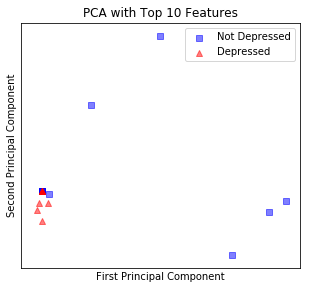 PCA with Top 10 Features
Not Depressed
Depressed
Second Principal Component
First Principal Component